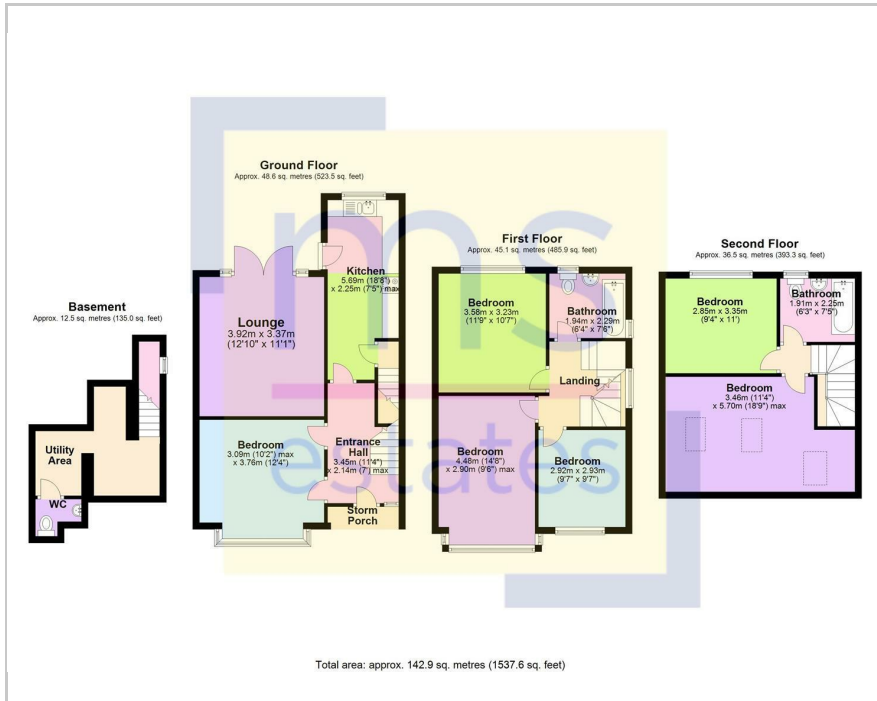 Basement
Approx. 12.5 sq. metres (135.0 sq. feet)
Utility
Area
WC
Ground Floor
Approx. 48.6 sq. metres (523.5 sq. feet)
Kitchen
5.69m (18'8")
x 2.25m (7'5") max
Lounge
3.92m x 3.37m
(12'10" x 11'1")
Bedroom
3.09m (10'2") max
x 3.76m (12'4")
Entrance
Hall
3.45m (11'4")
x 2.14m (7') max
Storm
Porch
First Floor
Approx. 45.1 sq. metres (485.9 sq. feet)
Bedroom
3.58m x 3.23m
(11'9" x 10'7")
Bathroom
1.94m x 2.29m
(6'4" x 7'6")
Landing
Bedroom
4.48m (14'8")
x 2.90m (9'6") max
Bedroom
2.92m x 2.93m
(9'7" x 9'7")
Second Floor
Approx. 36.5 sq. metres (393.3 sq. feet)
Bedroom
2.85m x 3.35m
(9'4" x 11')
Bathroom
1.91m x 2.25m
(6'3" x 7'5")
Bedroom
3.46m (11'4")
x 5.70m (18'9") max
ms
estates
Total area: approx. 142.9 sq. metres (1537.6 sq. feet)